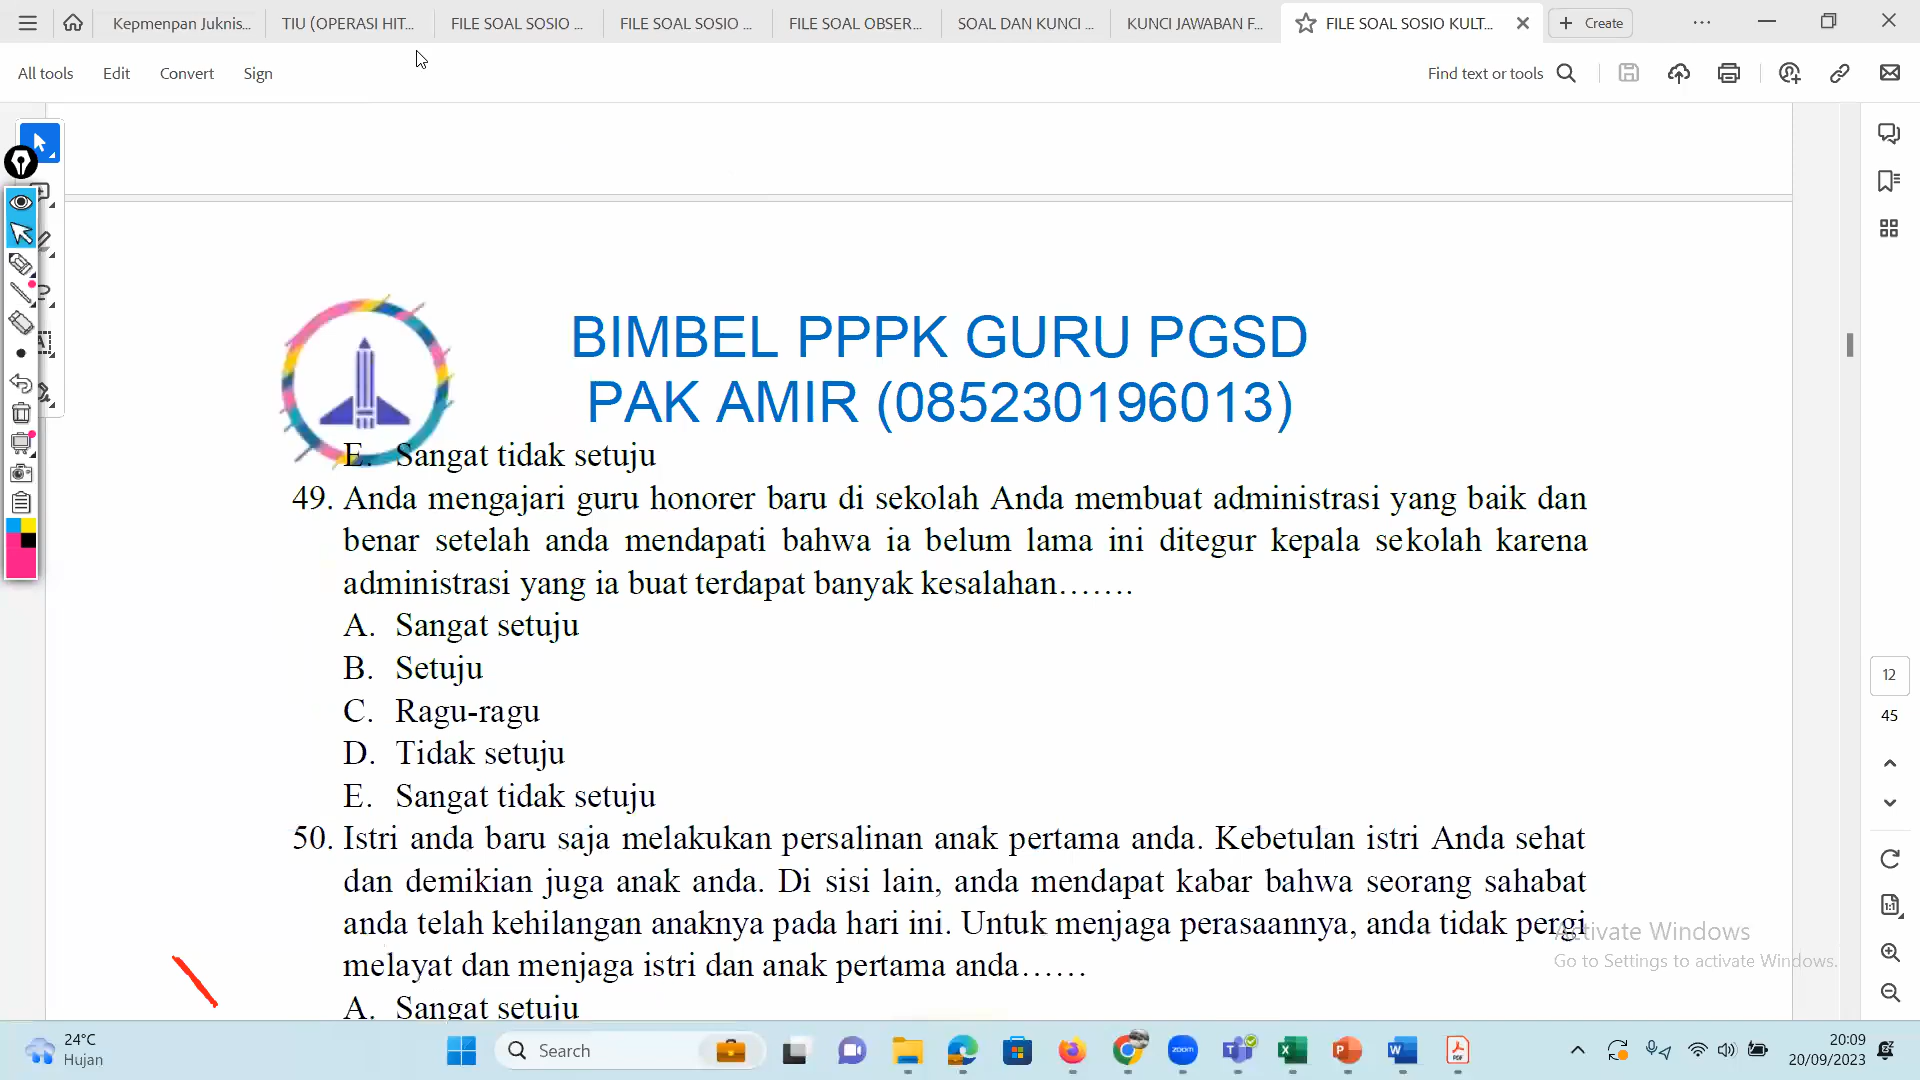 Kepmenpan Juknis...
TIU (OPERASI HIT...
FILE SOAL SOSIO ...
FILE SOAL SOSIO ...
FILE SOAL OBSER...
SOAL DAN KUNCI ...
KUNCI JAWABAN F...
FILE SOAL SOSIO KULT...
Create
All tools
Edit
Convert
Sign
Find text or tools
BIMBEL PPPK GURU PGSD
PAK AMIR (085230196013)
E. Sangat tidak setuju
49. Anda mengajari guru honorer baru di sekolah Anda membuat administrasi yang baik dan
benar setelah anda mendapati bahwa ia belum lama ini ditegur kepala sekolah karena
administrasi yang ia buat terdapat banyak kesalahan.......
A. Sangat setuju
B. Setuju
C. Ragu-ragu
D. Tidak setuju
E. Sangat tidak setuju
50. Istri anda baru saja melakukan persalinan anak pertama anda. Kebetulan istri Anda sehat
dan demikian juga anak anda. Di sisi lain, anda mendapat kabar bahwa seorang sahabat
anda telah kehilangan anaknya pada hari ini. Untuk menjaga perasaannya, anda tidak pergi
melayat dan menjaga istri dan anak pertama anda......
A. Sangat setuju
12
45
Activate Windows
Go to Settings to activate Windows.
24°C
Hujan
Search
zoom
20:09
20/09/2023